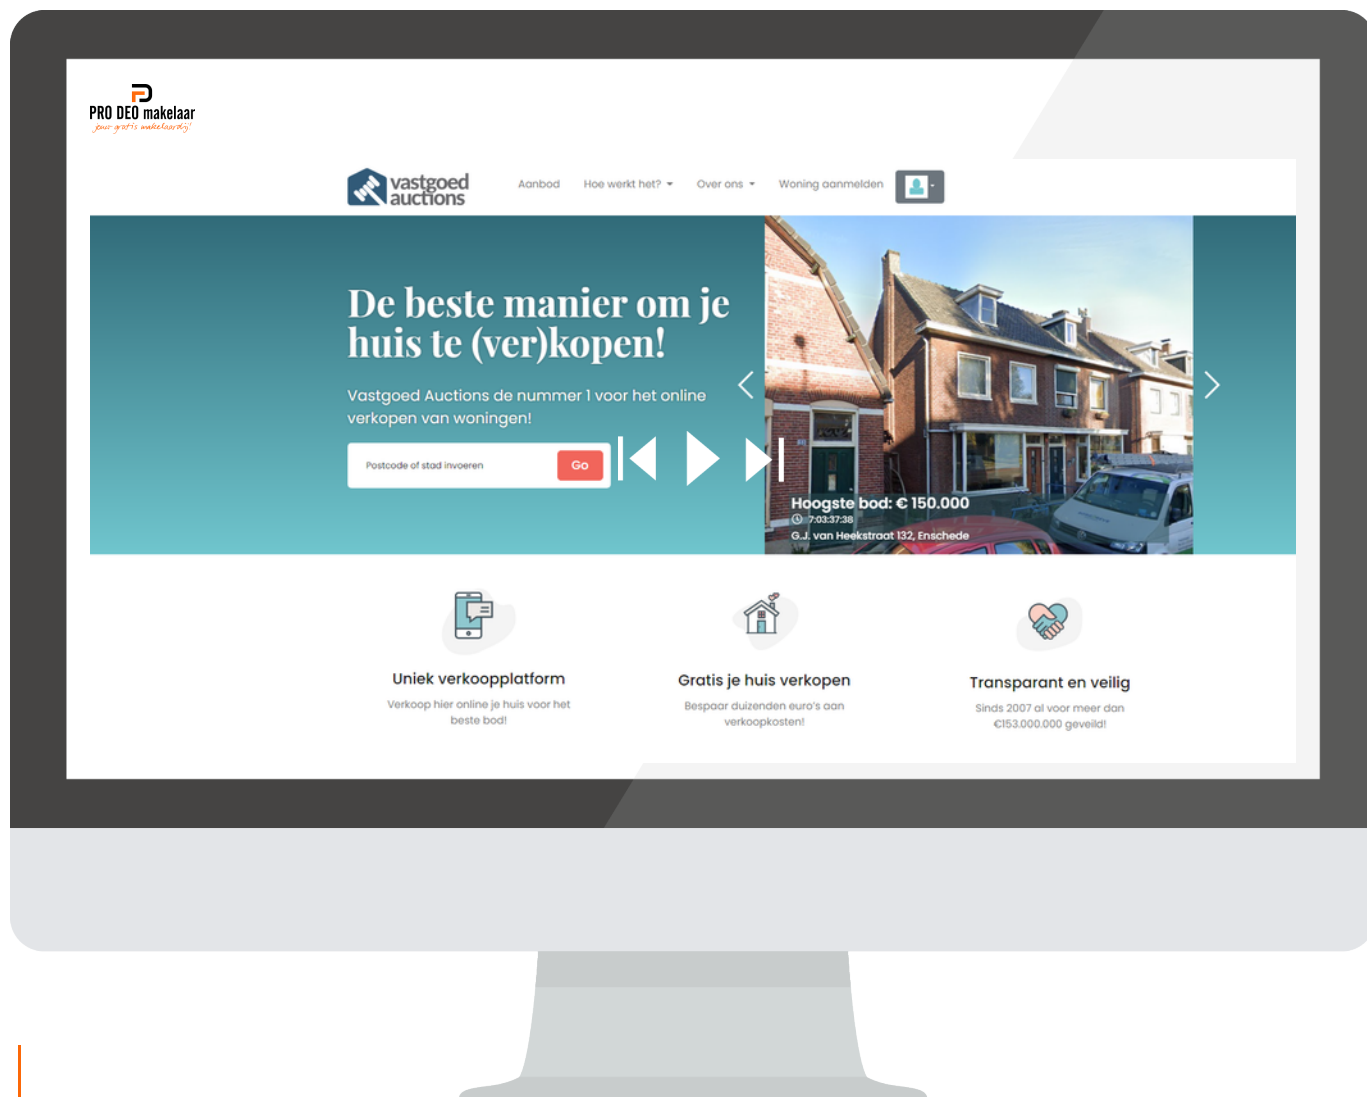 PRO DEO makelaar
jouw gratis makelaardij!
vastgoed
auctions
Aanbod Hoe werkt het? Over ons Woning aanmelden
De beste manier om je
huis te (ver)kopen!
Vastgoed Auctions de nummer 1 voor het online
verkopen van woningen!
Postcode of stad invoeren Go
Hoogste bod: € 150.000
7:03:37:38
G.J. van Heekstraat 132, Enschede
Uniek verkoopplatform
Verkoop hier online je huis voor het
beste bod!
Gratis je huis verkopen
Bespaar duizenden euro's aan
verkoopkosten!
Transparant en veilig
Sinds 2007 al voor meer dan
€153.000.000 geveild!